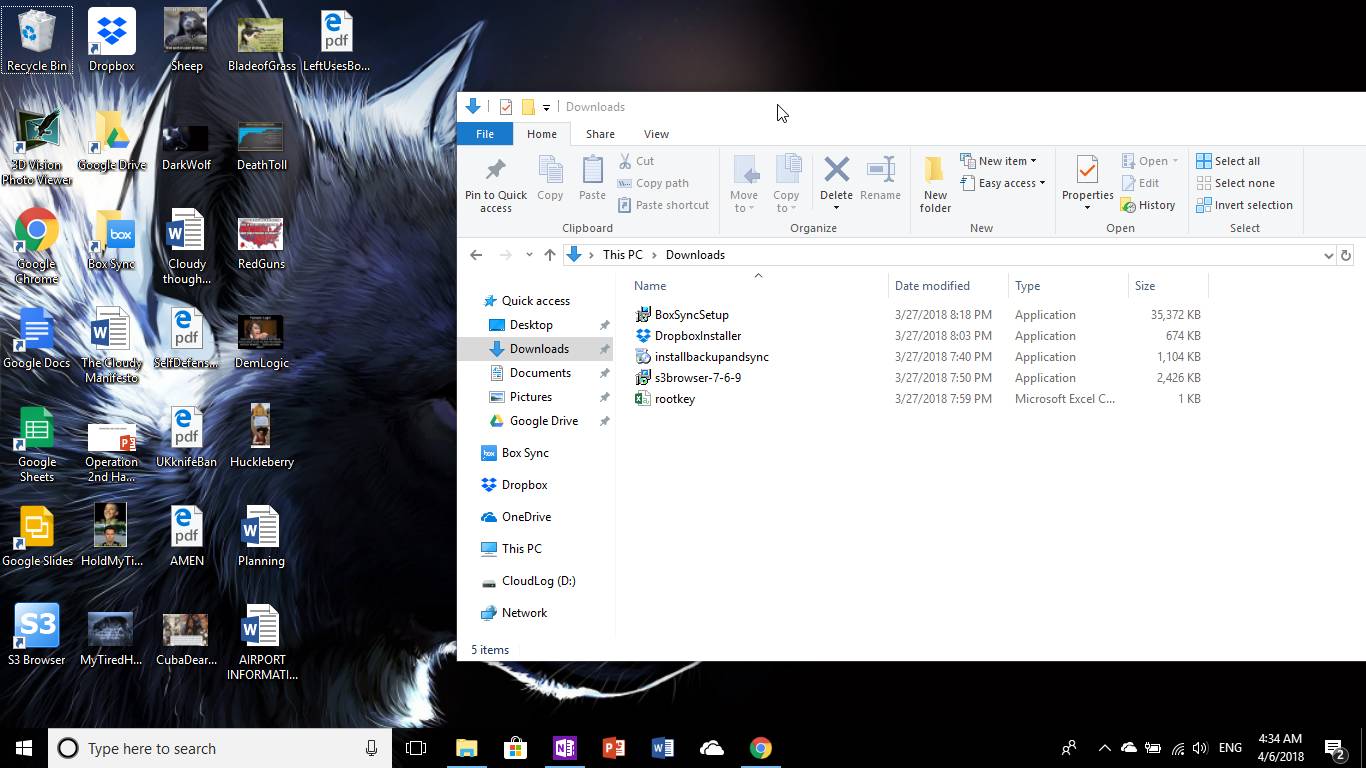 Recycle Bin
Dropbox
Sheep
BladeofGrass
LeftUsesBo...
pdf
3D Vision
Photo Viewer
Google Drive
DarkWolf
DeathToll
Google
Chrome
box
Box Sync
Cloudy
though...
RedGuns
Google Docs
The Cloudy
Manifesto
pdf
SelfDefens...
DemLogic
Google
Sheets
Operation
2nd Ha...
pdf
UKknifeBan
Huckleberry
Google Slides
HoldMyTi...
pdf
AMEN
Planning
S3
S3 Browser
MyTiredH...
CubaDear...
AIRPORT
INFORMATI...
Downloads
File
Home
Share
View
Pin to Quick
access
Copy
Paste
Cut
Copy path
Paste shortcut
Clipboard
Move
to
Copy
to
Delete
Rename
Organize
New
folder
New item
Easy access
New
Properties
Open
Edit
History
Open
Select all
Select none
Invert selection
Select
This PC
Downloads
Quick access
Desktop
Downloads
Documents
Pictures
Google Drive
Box Sync
Dropbox
OneDrive
This PC
CloudLog (D:)
Network
Name Date modified Type Size
BoxSyncSetup 3/27/2018 8:18 PM Application 35,372 KB
DropboxInstaller 3/27/2018 8:03 PM Application 674 KB
installbackupandsync 3/27/2018 7:40 PM Application 1,104 KB
s3browser-7-6-9 3/27/2018 7:50 PM Application 2,426 KB
rootkey 3/27/2018 7:59 PM Microsoft Excel C... 1 KB
5 items
Type here to search
ENG
4:34 AM
4/6/2018
2